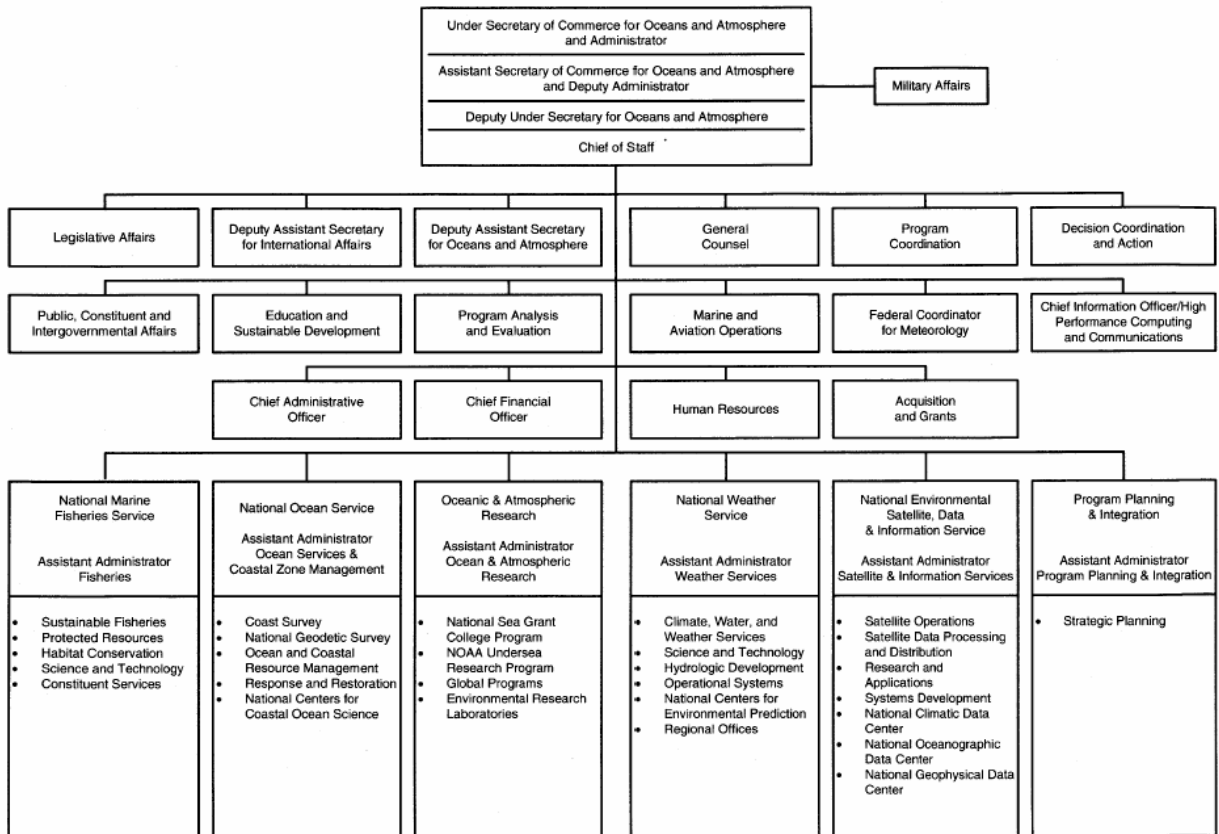 Under Secretary of Commerce for Oceans and Atmosphere
and Administrator
Assistant Secretary of Commerce for Oceans and Atmosphere
and Deputy Administrator
Deputy Under Secretary for Oceans and Atmosphere
Chief of Staff
Military Affairs
Legislative Affairs
Deputy Assistant Secretary
for International Affairs
Deputy Assistant Secretary
for Oceans and Atmosphere
General
Counsel
Program
Coordination
Decision Coordination
and Action
Public, Constituent and
Intergovernmental Affairs
Education and
Sustainable Development
Program Analysis
and Evaluation
Marine and
Aviation Operations
Federal Coordinator
for Meteorology
Chief Information Officer/High
Performance Computing
and Communications
Chief Administrative
Officer
Chief Financial
Officer
Human Resources
Acquisition
and Grants
National Marine
Fisheries Service
Assistant Administrator
Fisheries
• Sustainable Fisheries
• Protected Resources
• Habitat Conservation
• Science and Technology
• Constituent Services
National Ocean Service
Assistant Administrator
Ocean Services &
Coastal Zone Management
• Coast Survey
• National Geodetic Survey
• Ocean and Coastal
Resource Management
• Response and Restoration
• National Centers for
Coastal Ocean Science
Oceanic & Atmospheric
Research
Assistant Administrator
Ocean & Atmospheric
Research
• National Sea Grant
College Program
• NOAA Undersea
Research Program
• Global Programs
• Environmental Research
Laboratories
National Weather
Service
Assistant Administrator
Weather Services
• Climate, Water, and
Weather Services
• Science and Technology
• Hydrologic Development
• Operational Systems
• National Centers for
Environmental Prediction
• Regional Offices
National Environmental
Satellite, Data
& Information Service
Assistant Administrator
Satellite & Information Services
• Satellite Operations
• Satellite Data Processing
and Distribution
• Research and
Applications
• Systems Development
• National Climatic Data
Center
• National Oceanographic
Data Center
• National Geophysical Data
Center
Program Planning
& Integration
Assistant Administrator
Program Planning & Integration
• Strategic Planning